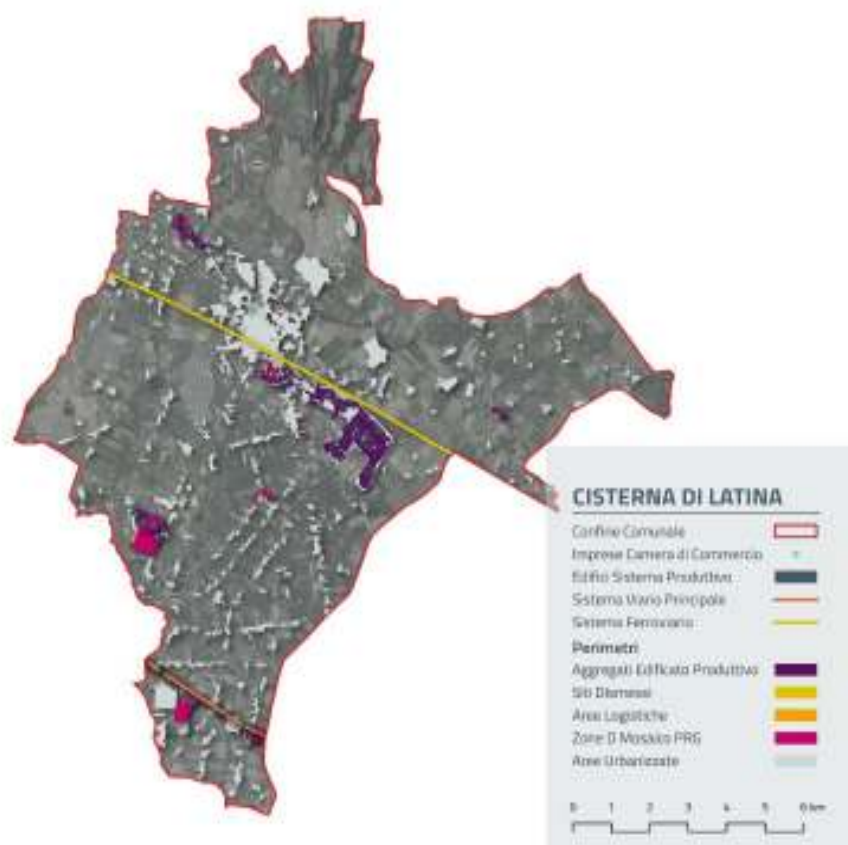 CISTERNA DI LATINA
Confine Comunale
Imprese Camera di Commercio
Edifici Sistema Produttivo
Sistema Viario Principale
Sistema Ferroviario
Perimetri
Aggregati Edificato Produttivo
Siti Dismessi
Aree Logistiche
Zone D Mosaico PRG
Aree Urbanizzate
0 1 2 3 4 5 6 km